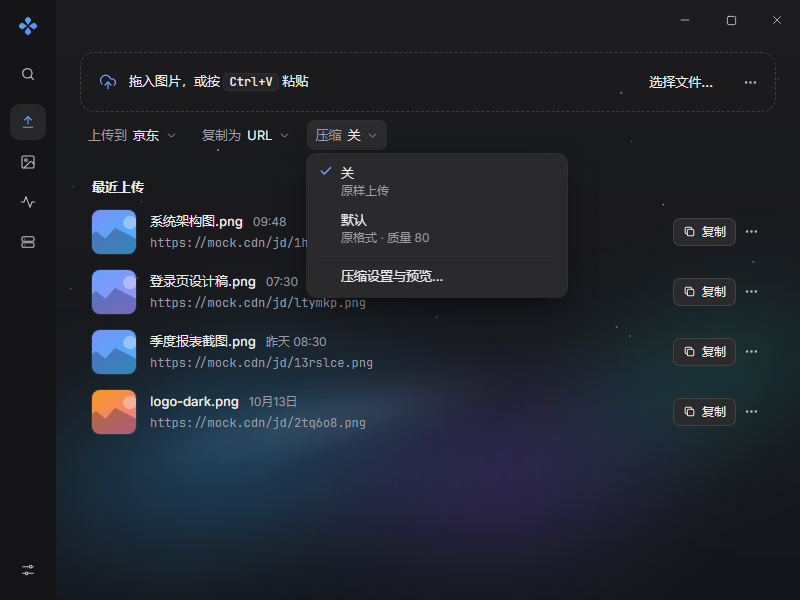 拖入图片，或按 Ctrl+V 粘贴
选择文件...
上传到 京东
复制为 URL
压缩 关
关
原样上传
默认
原格式 · 质量 80
压缩设置与预览...
最近上传
系统架构图.png 09:48
https://mock.cdn/jd/1h
复制
登录页设计稿.png 07:30
https://mock.cdn/jd/ltymkp.png
复制
季度报表截图.png 昨天 08:30
https://mock.cdn/jd/13rslce.png
复制
logo-dark.png 10月13日
https://mock.cdn/jd/2tq6o8.png
复制